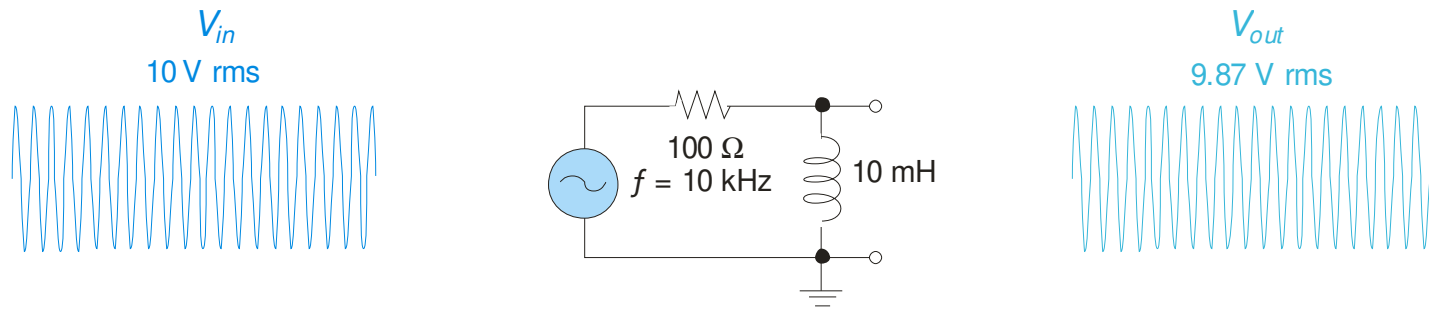 V_in
10 V rms
100 Ω
f = 10 kHz
10 mH
V_out
9.87 V rms